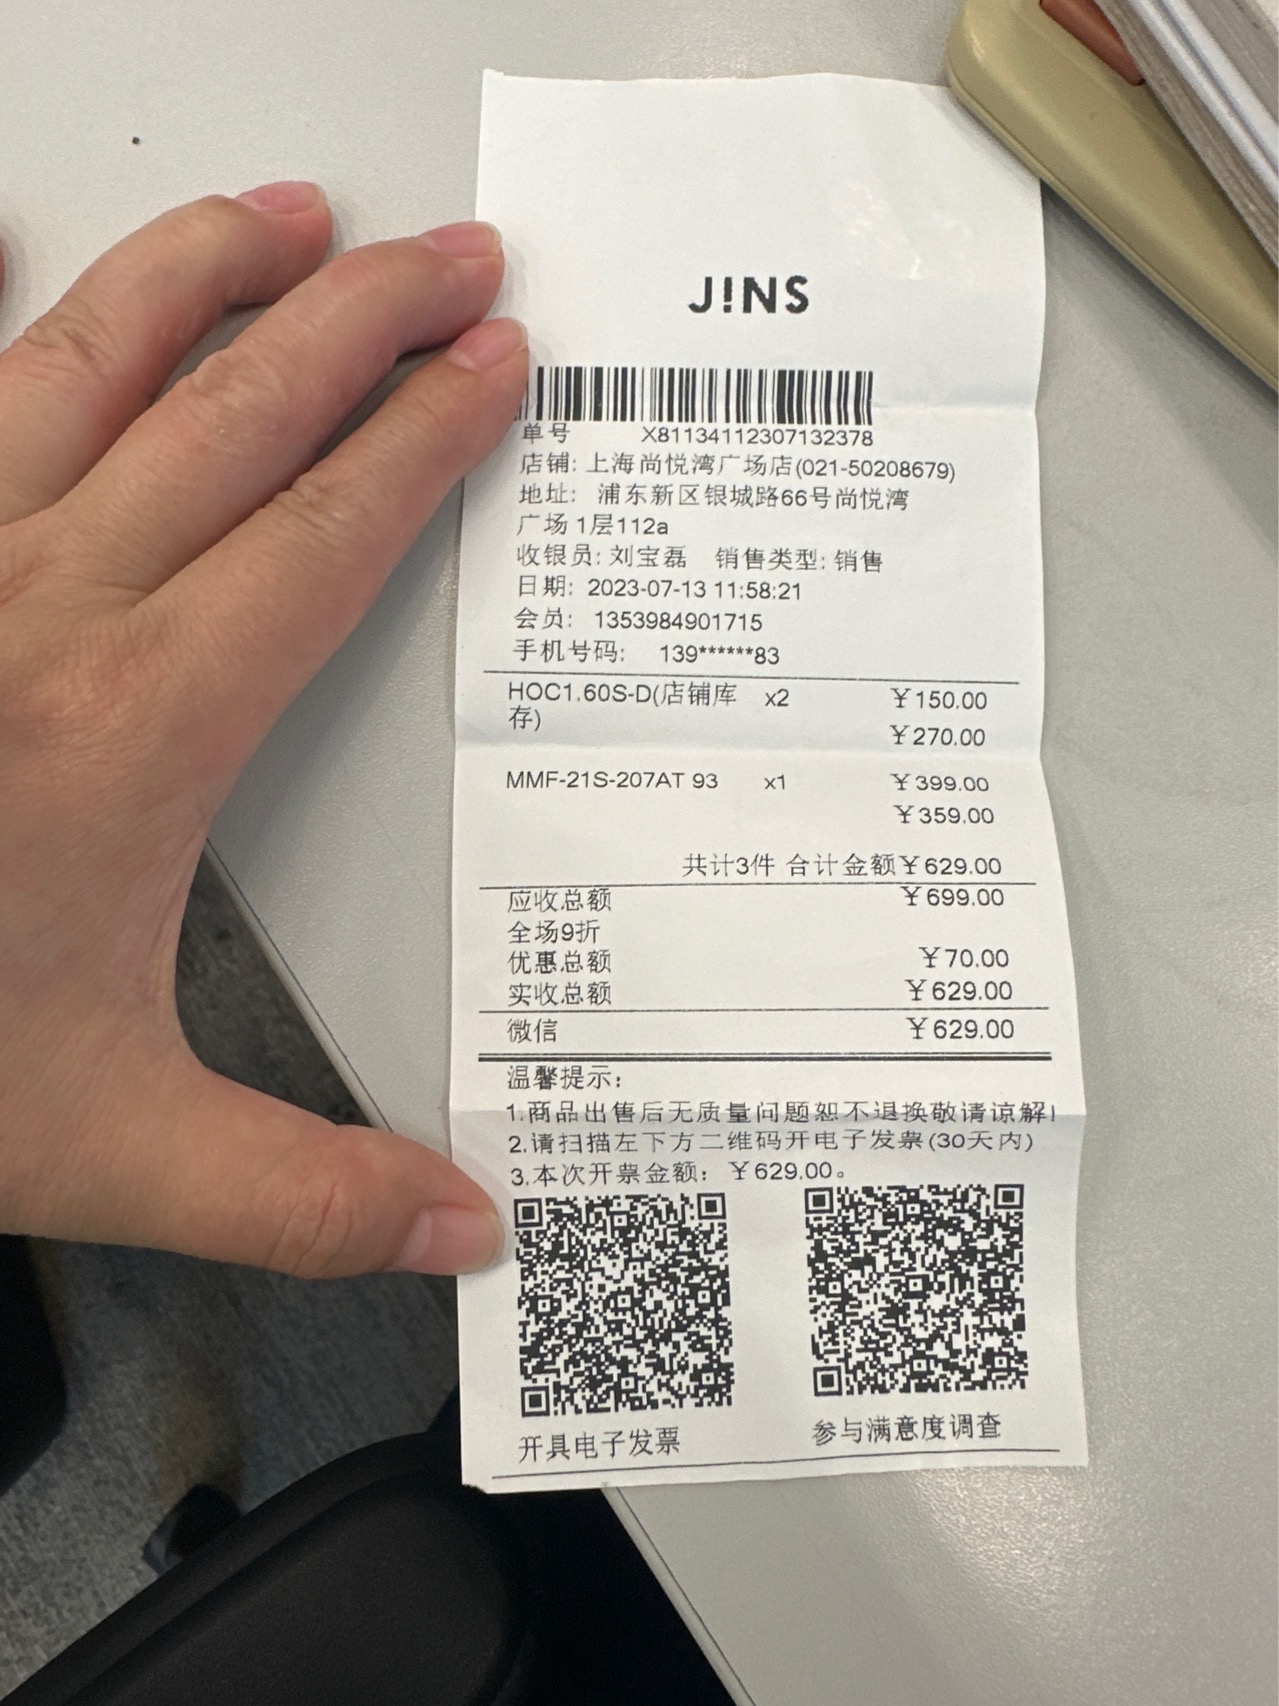 J!NS
单号 X81134112307132378
店铺: 上海尚悦湾广场店(021-50208679)
地址: 浦东新区银城路66号尚悦湾
广场 1层112a
收银员: 刘宝磊 销售类型: 销售
日期: 2023-07-13 11:58:21
会员: 1353984901715
手机号码: 139******83
HOC1.60S-D(店铺库 x2 ¥150.00
存)
¥270.00
MMF-21S-207AT 93 x1 ¥399.00
¥359.00
共计3件 合计金额¥629.00
应收总额 ¥699.00
全场9折
优惠总额 ¥70.00
实收总额 ¥629.00
微信 ¥629.00
温馨提示:
1.商品出售后无质量问题恕不退换敬请谅解!
2.请扫描左下方二维码开电子发票(30天内)
3.本次开票金额: ¥629.00。
开具电子发票 参与满意度调查